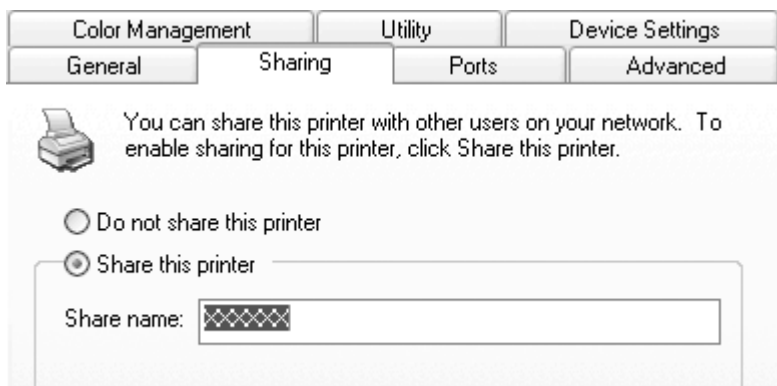 Color Management Utility Device Settings
General Sharing Ports Advanced
You can share this printer with other users on your network. To
enable sharing for this printer, click Share this printer.
Do not share this printer
Share this printer
Share name: XXXXXX